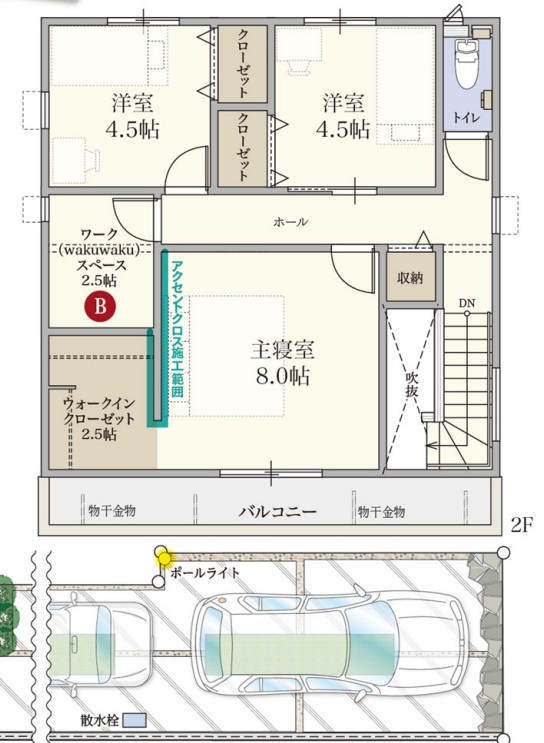 クローゼット
洋室
4.5帖
クローゼット
洋室
4.5帖
トイレ
ホール
ワーク
(wakuwaku)
スペース
2.5帖
B
アクセントクロス施工範囲
収納
DN
主寝室
8.0帖
吹抜
ウォークイン
クローゼット
2.5帖
物干金物
バルコニー
物干金物
2F
ポールライト
散水栓